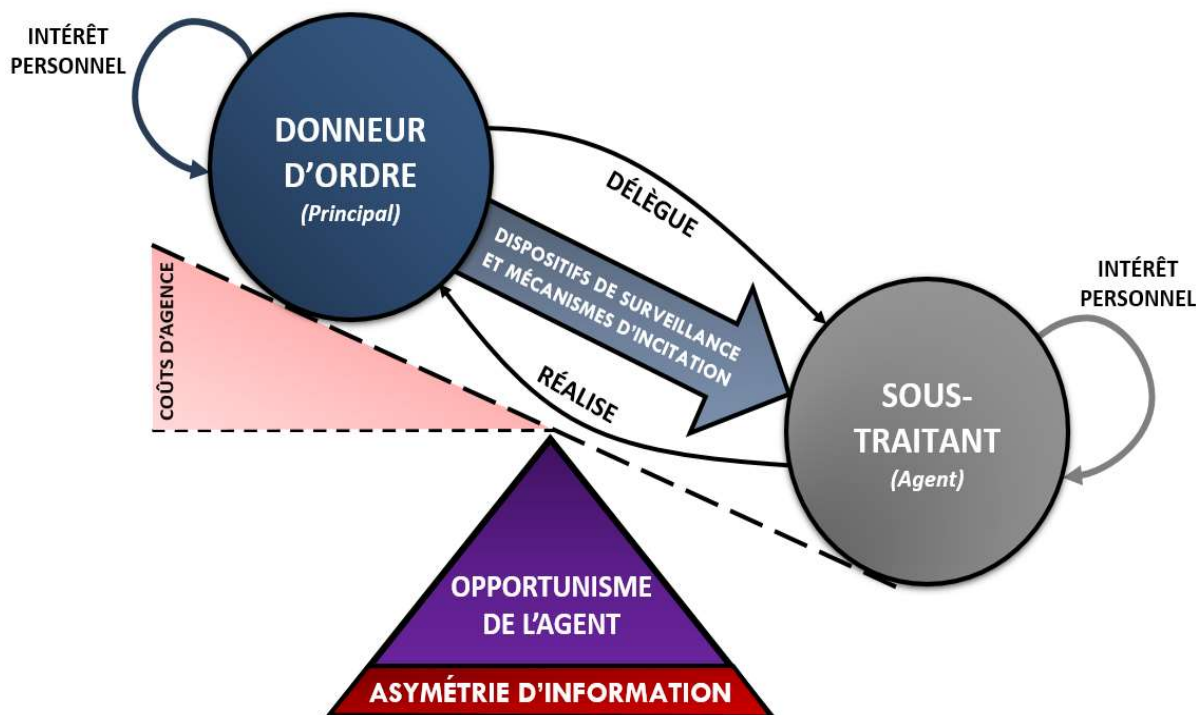 INTÉRÊT
PERSONNEL
DONNEUR
D'ORDRE
(Principal)
DÉLÈGUE
DISPOSITIFS DE SURVEILLANCE
ET MÉCANISMES D'INCITATION
RÉALISE
COÛTS D'AGENCE
INTÉRÊT
PERSONNEL
SOUS-
TRAITANT
(Agent)
OPPORTUNISME
DE L'AGENT
ASYMÉTRIE D'INFORMATION